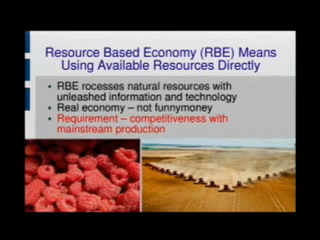 Resource Based Economy (RBE) Means
Using Available Resources Directly
• RBE rocesses natural resources with
unleashed information and technology
• Real economy – not funnymoney
• Requirement – competitiveness with
mainstream production